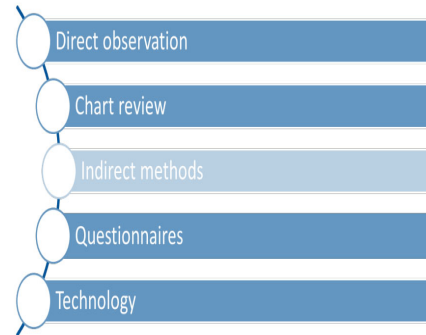 Direct observation
Chart review
Indirect methods
Questionnaires
Technology